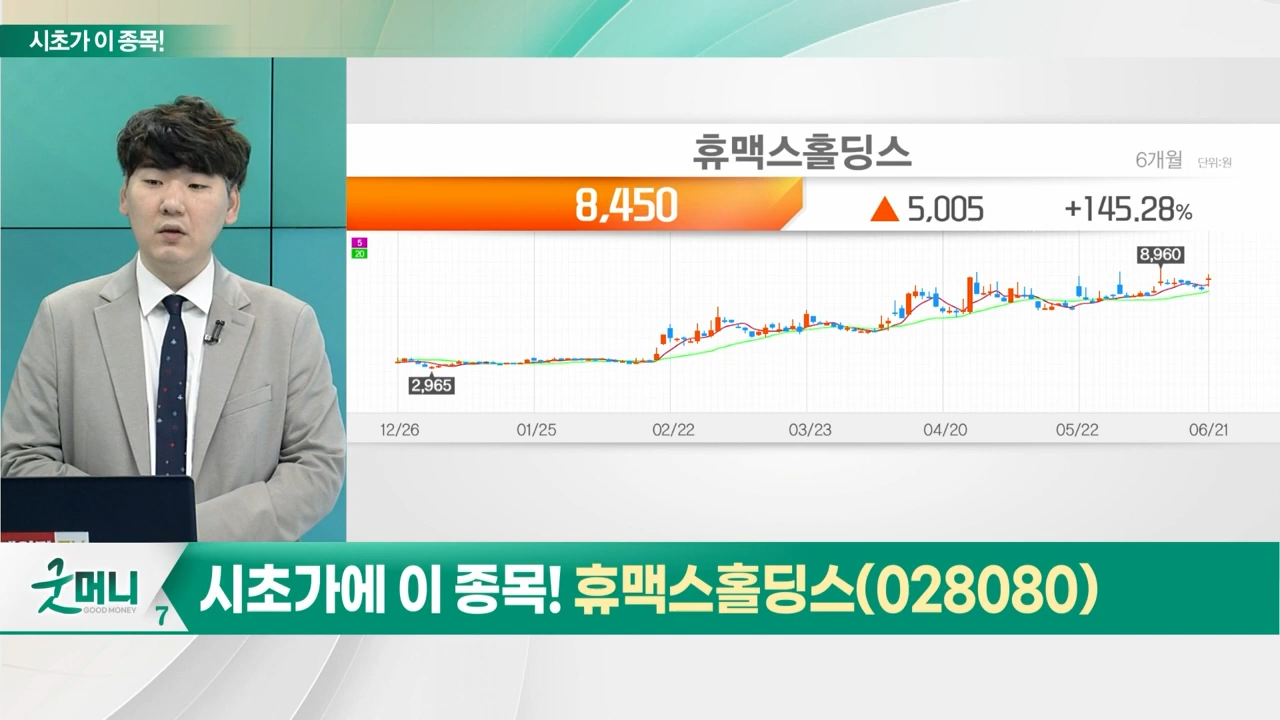 시초가 이 종목!
휴맥스홀딩스
6개월 단위:원
8,450 ▲ 5,005 +145.28%
5
20
8,960
2,965
12/26 01/25 02/22 03/23 04/20 05/22 06/21
굿머니
GOOD MONEY
7
시초가에 이 종목! 휴맥스홀딩스(028080)